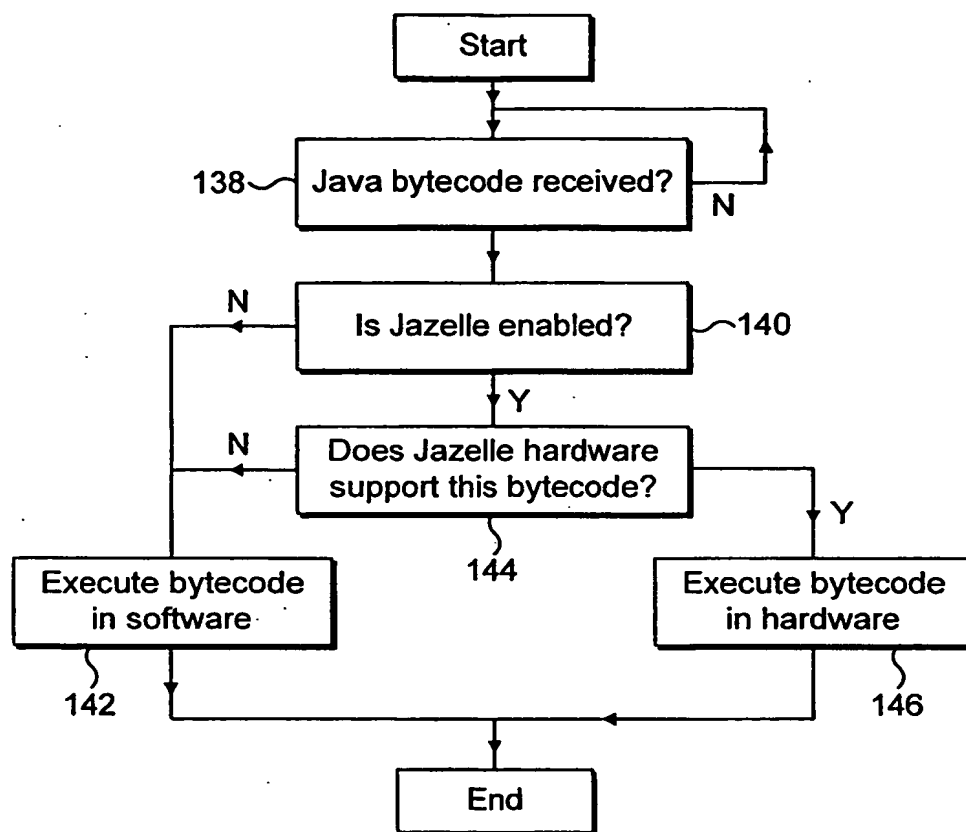 Start
138
Java bytecode received?
N
N
Is Jazelle enabled?
140
Y
N
Does Jazelle hardware
support this bytecode?
Y
144
Execute bytecode
in software
Execute bytecode
in hardware
142
146
End